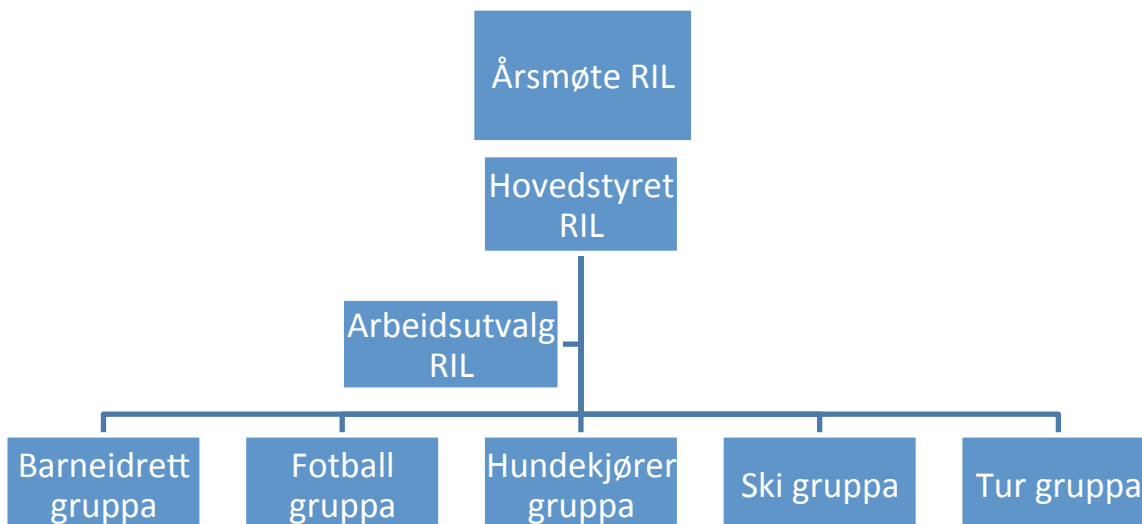 Årsmøte RIL
Hovedstyret
RIL
Arbeidsutvalg
RIL
Barneidrett
gruppa
Fotball
gruppa
Hundekjører
gruppa
Ski gruppa
Tur gruppa